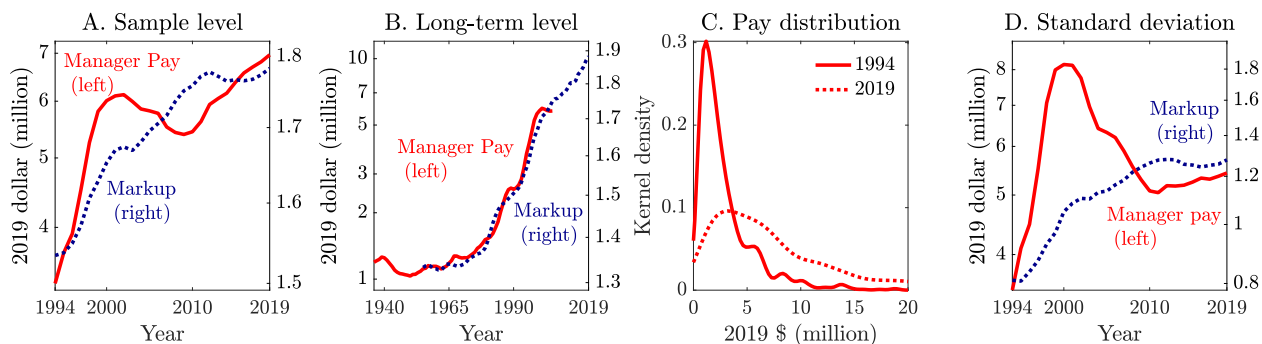 A. Sample level
2019 dollar (million)
7
6
5
4
Manager Pay
(left)
Markup
(right)
1.8
1.7
1.6
1.5
1994
2000
2010
2019
Year
B. Long-term level
2019 dollar (million)
10
7
5
3
2
1
Manager Pay
(left)
Markup
(right)
1.9
1.8
1.7
1.6
1.5
1.4
1.3
1940
1965
1990
2019
Year
C. Pay distribution
Kernel density
0.3
0.2
0.1
0
1994
2019
0
5
10
15
20
2019 $ (million)
D. Standard deviation
2019 dollar (million)
8
7
6
5
4
Markup
(right)
Manager pay
(left)
1.8
1.6
1.4
1.2
1
0.8
1994
2000
2010
2019
Year